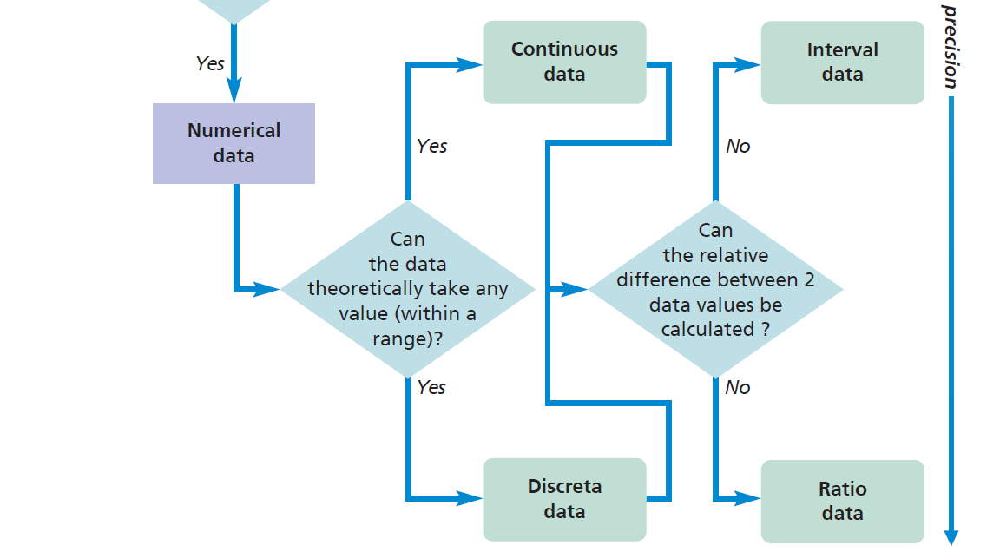 Yes
Numerical
data
Can
the data
theoretically take any
value (within a
range)?
Yes
Continuous
data
Yes
Discreta
data
Can
the relative
difference between 2
data values be
calculated ?
No
Interval
data
No
Ratio
data
precision